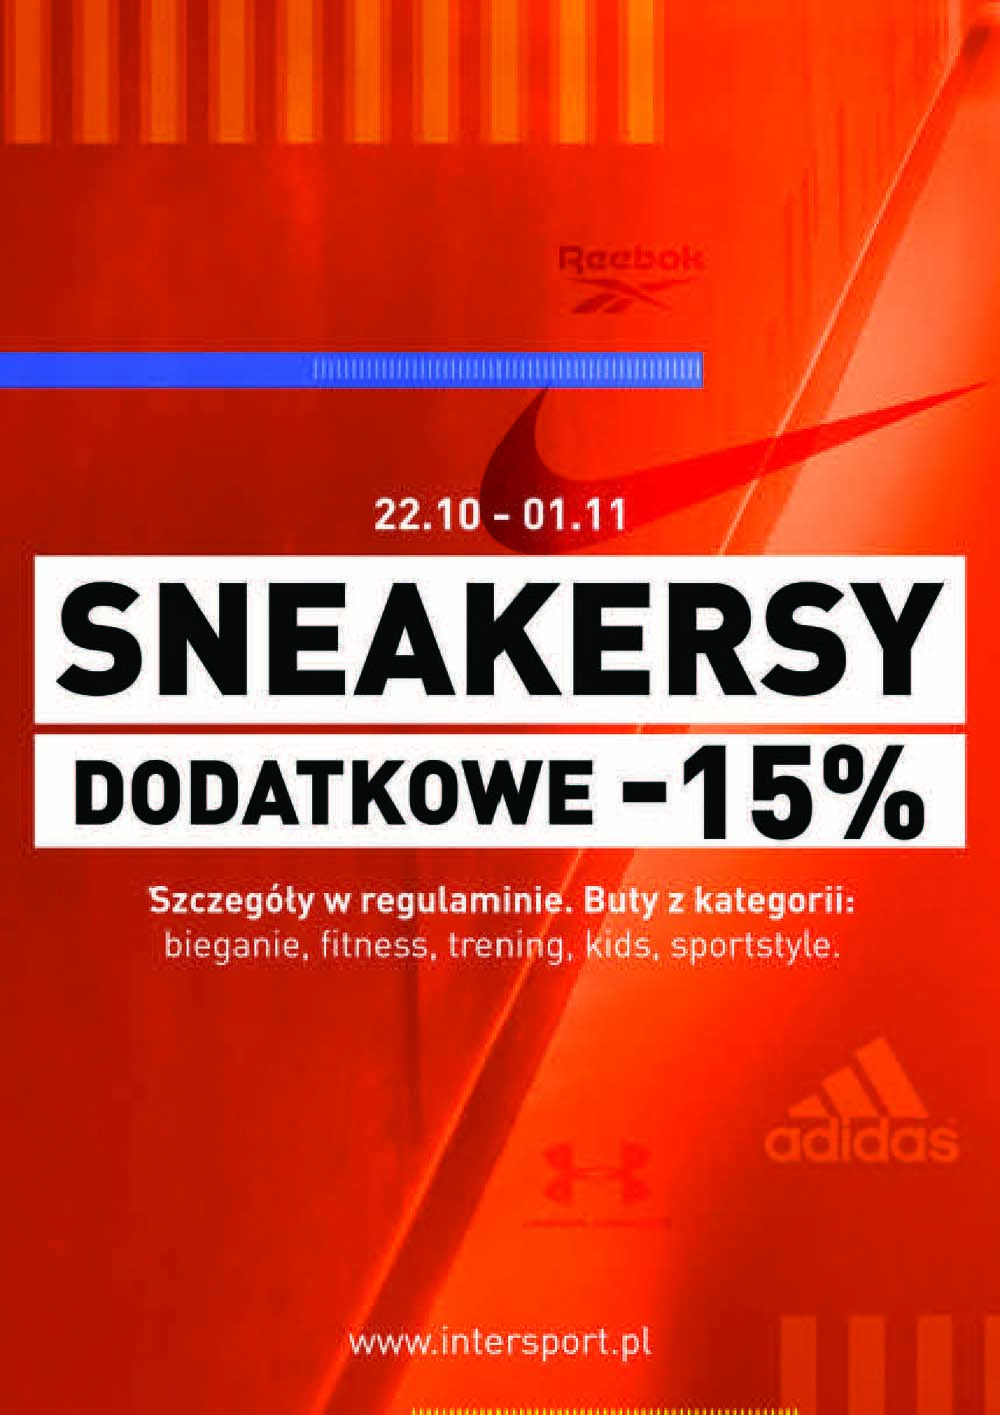 Reebok
22.10 - 01.11
SNEAKERSY
DODATKOWE -15%
Szczegóły w regulaminie. Buty z kategorii:
bieganie, fitness, trening, kids, sportstyle.
adidas
www.intersport.pl